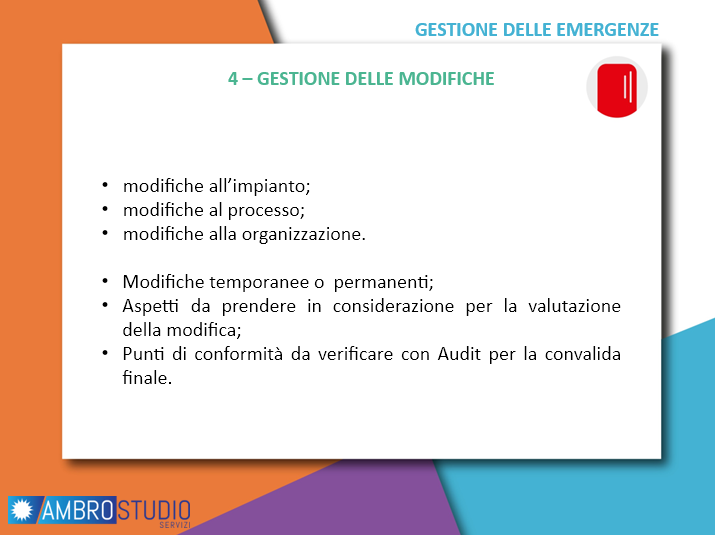 GESTIONE DELLE EMERGENZE
4 – GESTIONE DELLE MODIFICHE
• modifiche all’impianto;
• modifiche al processo;
• modifiche alla organizzazione.
• Modifiche temporanee o  permanenti;
• Aspetti da prendere in considerazione per la valutazione
della modifica;
• Punti di conformità da verificare con Audit per la convalida
finale.
AMBROSTUDIO
SERVIZI